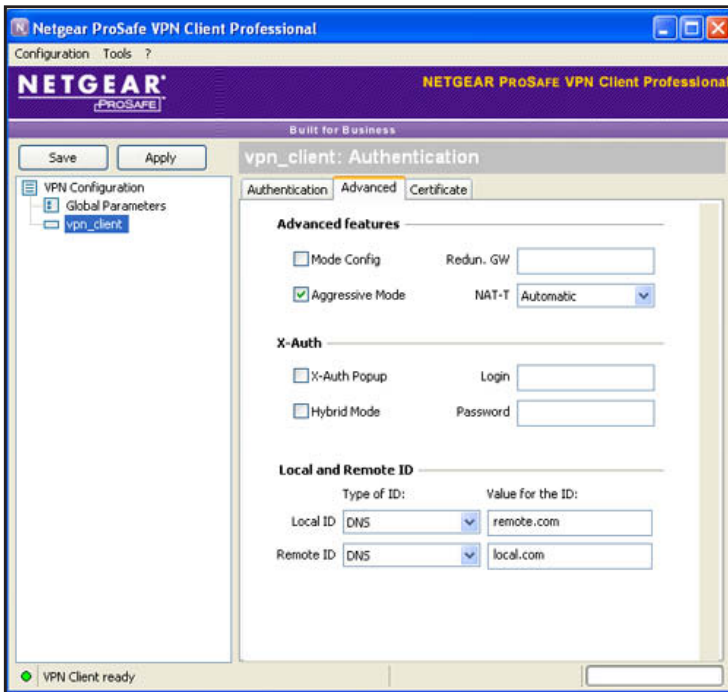 Netgear ProSafe VPN Client Professional
Configuration Tools ?
NETGEAR
PROSAFE
NETGEAR PROSAFE VPN Client Professional
Built for Business
Save Apply
vpn_client: Authentication
VPN Configuration
Global Parameters
vpn_client
Authentication Advanced Certificate
Advanced features
Mode Config Redun. GW
Aggressive Mode NAT-T Automatic
X-Auth
X-Auth Popup Login
Hybrid Mode Password
Local and Remote ID
Type of ID: Value for the ID:
Local ID DNS remote.com
Remote ID DNS local.com
VPN Client ready